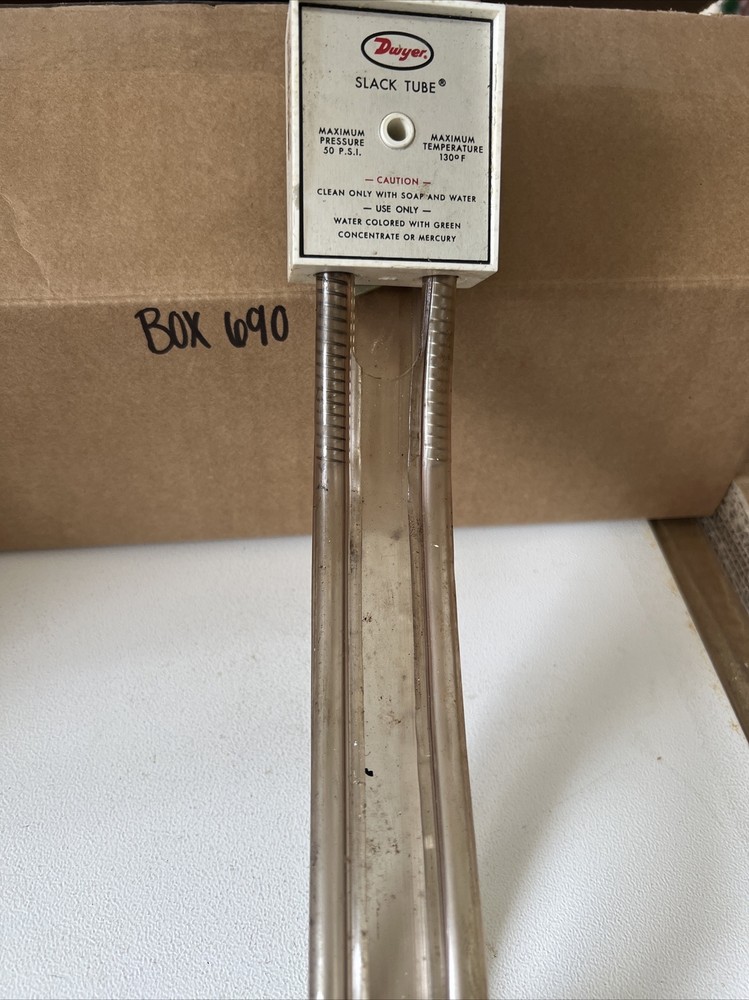 Dwyer.
SLACK TUBE®
MAXIMUM
PRESSURE
50 P.S.I.
MAXIMUM
TEMPERATURE
130°F
— CAUTION —
CLEAN ONLY WITH SOAP AND WATER
— USE ONLY —
WATER COLORED WITH GREEN
CONCENTRATE OR MERCURY
BOX 690